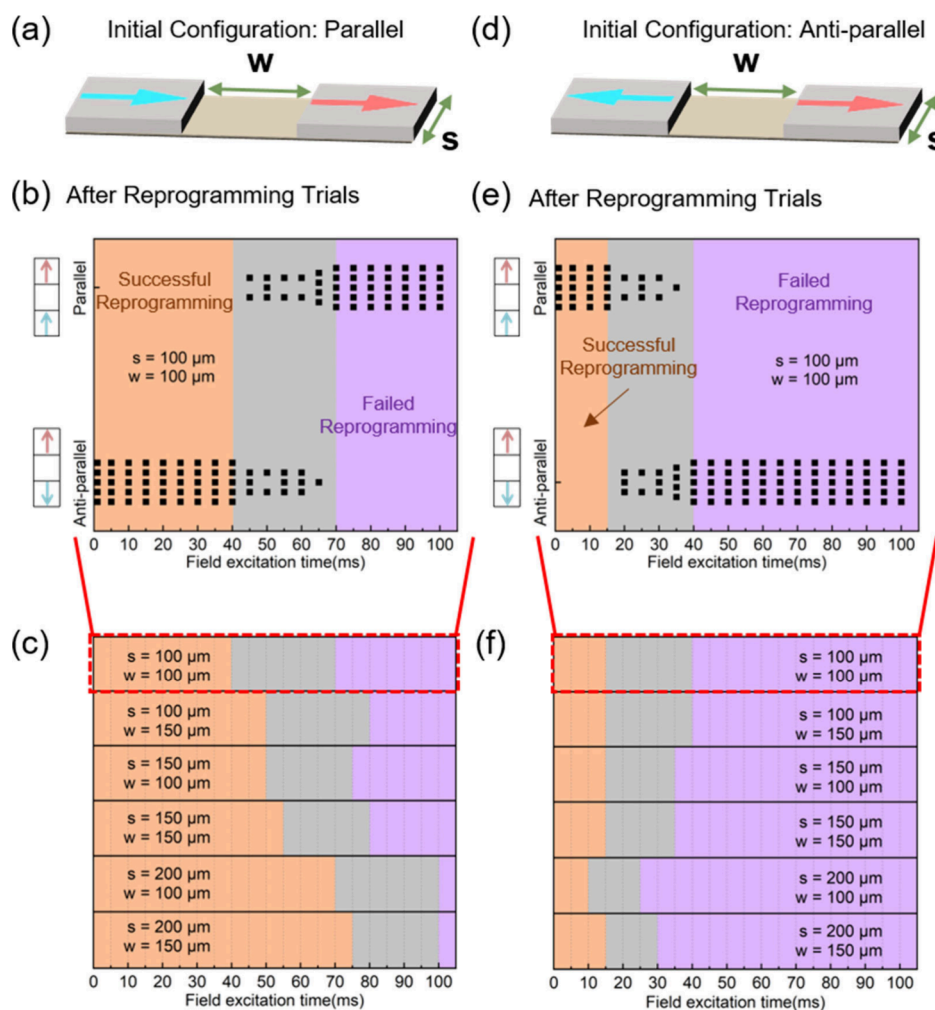 (a) Initial Configuration: Parallel
w
s
(d) Initial Configuration: Anti-parallel
w
s
(b) After Reprogramming Trials
Parallel
Anti-parallel
Successful
Reprogramming
s = 100 µm
w = 100 µm
Failed
Reprogramming
0 10 20 30 40 50 60 70 80 90 100
Field excitation time(ms)
(e) After Reprogramming Trials
Parallel
Anti-parallel
Failed
Reprogramming
Successful
Reprogramming
s = 100 µm
w = 100 µm
0 10 20 30 40 50 60 70 80 90 100
Field excitation time(ms)
(c)
s = 100 µm
w = 100 µm
s = 100 µm
w = 150 µm
s = 150 µm
w = 100 µm
s = 150 µm
w = 150 µm
s = 200 µm
w = 100 µm
s = 200 µm
w = 150 µm
0 10 20 30 40 50 60 70 80 90 100
Field excitation time(ms)
(f)
s = 100 µm
w = 100 µm
s = 100 µm
w = 150 µm
s = 150 µm
w = 100 µm
s = 150 µm
w = 150 µm
s = 200 µm
w = 100 µm
s = 200 µm
w = 150 µm
0 10 20 30 40 50 60 70 80 90 100
Field excitation time(ms)